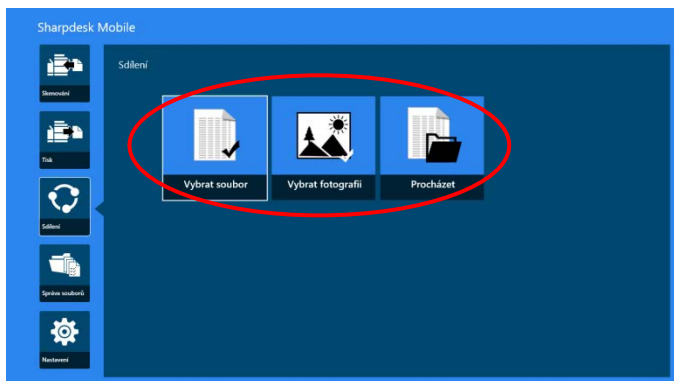 Sharpdesk Mobile
Skenování
Tisk
Sdílení
Správa souborů
Nastavení
Sdílení
Vybrat soubor
Vybrat fotografii
Procházet